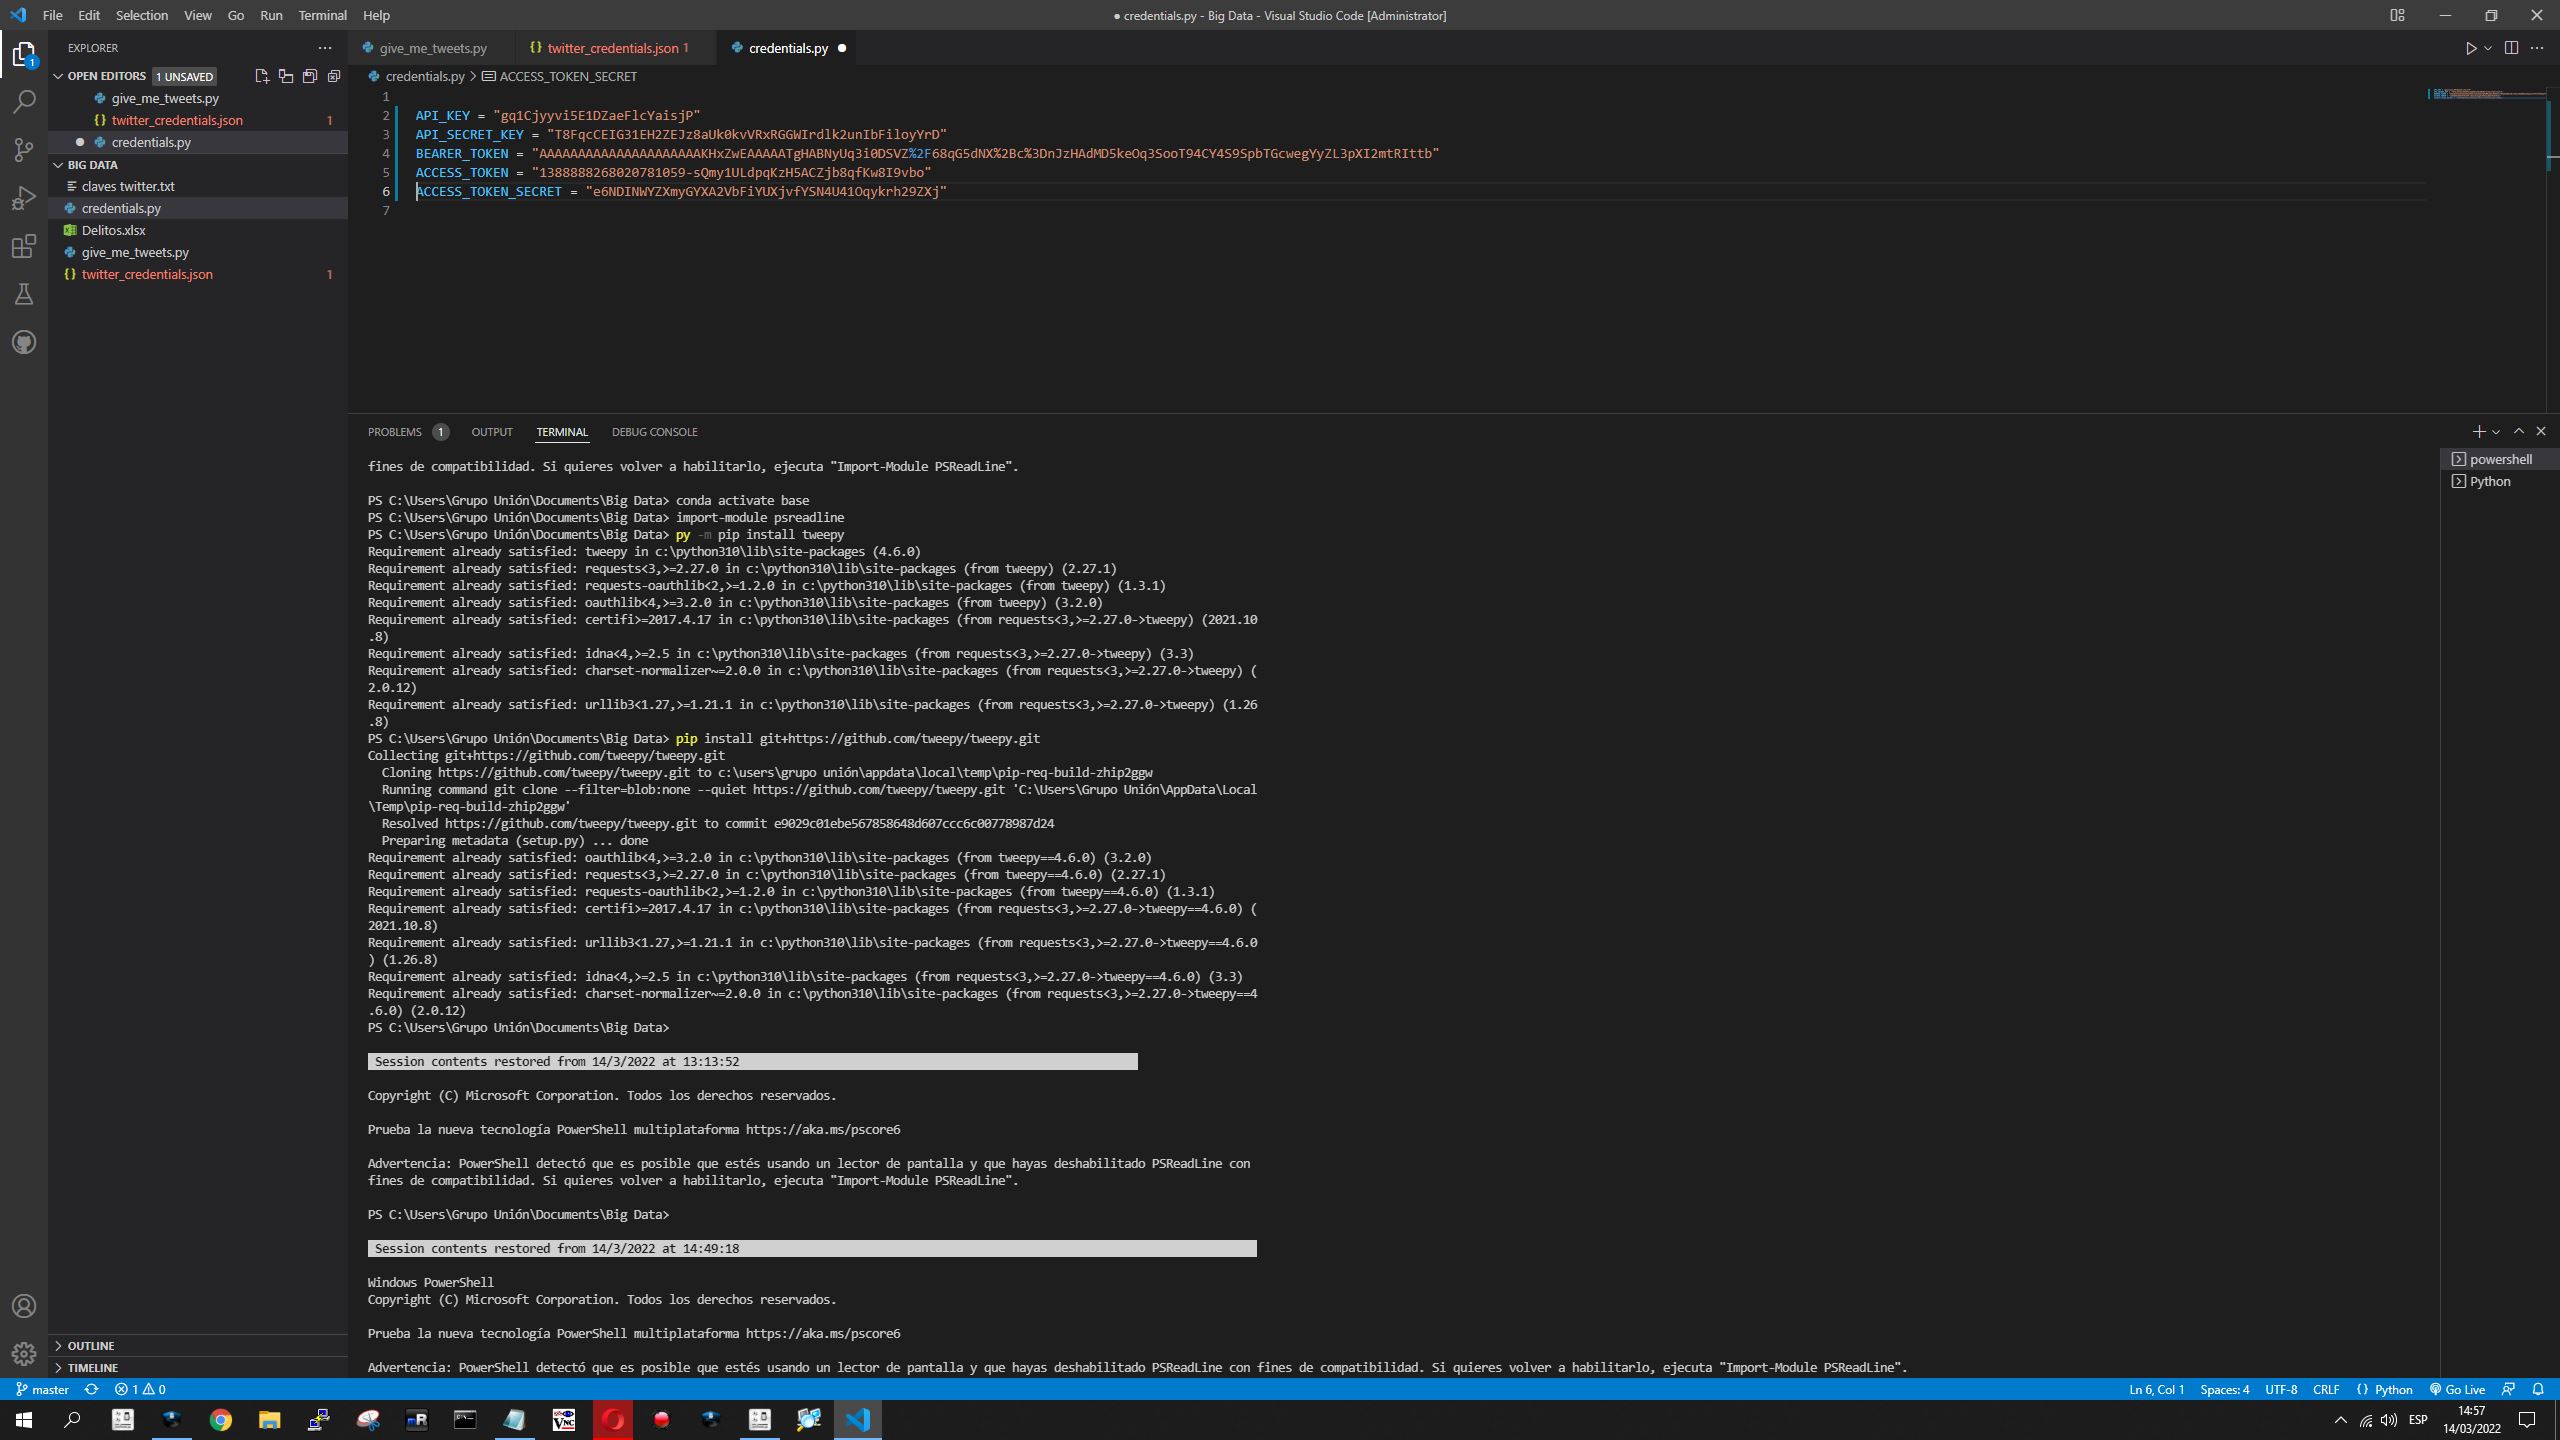 File Edit Selection View Go Run Terminal Help
● credentials.py - Big Data - Visual Studio Code [Administrator]
EXPLORER
give_me_tweets.py
twitter_credentials.json 1
credentials.py
OPEN EDITORS 1 UNSAVED
credentials.py > ACCESS_TOKEN_SECRET
give_me_tweets.py
twitter_credentials.json 1
credentials.py
BIG DATA
claves twitter.txt
credentials.py
Delitos.xlsx
give_me_tweets.py
twitter_credentials.json 1
1
2 API_KEY =
3 API_SECRET_KEY =
4 BEARER_TOKEN =
5 ACCESS_TOKEN =
6 ACCESS_TOKEN_SECRET =
7
PROBLEMS 1 OUTPUT TERMINAL DEBUG CONSOLE
powershell
Python
fines de compatibilidad. Si quieres volver a habilitarlo, ejecuta "Import-Module PSReadLine".
PS C:\Users\Grupo Unión\Documents\Big Data> conda activate base
PS C:\Users\Grupo Unión\Documents\Big Data> import-module psreadline
PS C:\Users\Grupo Unión\Documents\Big Data> py -m pip install tweepy
Requirement already satisfied: tweepy in c:\python310\lib\site-packages (4.6.0)
Requirement already satisfied: requests<3,>=2.27.0 in c:\python310\lib\site-packages (from tweepy) (2.27.1)
Requirement already satisfied: requests-oauthlib<2,>=1.2.0 in c:\python310\lib\site-packages (from tweepy) (1.3.1)
Requirement already satisfied: oauthlib<4,>=3.2.0 in c:\python310\lib\site-packages (from tweepy) (3.2.0)
Requirement already satisfied: certifi>=2017.4.17 in c:\python310\lib\site-packages (from requests<3,>=2.27.0->tweepy) (2021.10
.8)
Requirement already satisfied: idna<4,>=2.5 in c:\python310\lib\site-packages (from requests<3,>=2.27.0->tweepy) (3.3)
Requirement already satisfied: charset-normalizer~=2.0.0 in c:\python310\lib\site-packages (from requests<3,>=2.27.0->tweepy) (
2.0.12)
Requirement already satisfied: urllib3<1.27,>=1.21.1 in c:\python310\lib\site-packages (from requests<3,>=2.27.0->tweepy) (1.26
.8)
PS C:\Users\Grupo Unión\Documents\Big Data> pip install git+https://github.com/tweepy/tweepy.git
Collecting git+https://github.com/tweepy/tweepy.git
Cloning https://github.com/tweepy/tweepy.git to c:\users\grupo unión\appdata\local\temp\pip-req-build-zhip2ggw
Running command git clone --filter=blob:none --quiet https://github.com/tweepy/tweepy.git 'C:\Users\Grupo Unión\AppData\Local
\Temp\pip-req-build-zhip2ggw'
Resolved https://github.com/tweepy/tweepy.git to commit e9029c01ebe567858648d607ccc6c00778987d24
Preparing metadata (setup.py) ... done
Requirement already satisfied: oauthlib<4,>=3.2.0 in c:\python310\lib\site-packages (from tweepy==4.6.0) (3.2.0)
Requirement already satisfied: requests<3,>=2.27.0 in c:\python310\lib\site-packages (from tweepy==4.6.0) (2.27.1)
Requirement already satisfied: requests-oauthlib<2,>=1.2.0 in c:\python310\lib\site-packages (from tweepy==4.6.0) (1.3.1)
Requirement already satisfied: certifi>=2017.4.17 in c:\python310\lib\site-packages (from requests<3,>=2.27.0->tweepy==4.6.0) (
2021.10.8)
Requirement already satisfied: urllib3<1.27,>=1.21.1 in c:\python310\lib\site-packages (from requests<3,>=2.27.0->tweepy==4.6.0
) (1.26.8)
Requirement already satisfied: idna<4,>=2.5 in c:\python310\lib\site-packages (from requests<3,>=2.27.0->tweepy==4.6.0) (3.3)
Requirement already satisfied: charset-normalizer~=2.0.0 in c:\python310\lib\site-packages (from requests<3,>=2.27.0->tweepy==4
.6.0) (2.0.12)
PS C:\Users\Grupo Unión\Documents\Big Data>
Session contents restored from 14/3/2022 at 13:13:52
Copyright (C) Microsoft Corporation. Todos los derechos reservados.
Prueba la nueva tecnología PowerShell multiplataforma https://aka.ms/pscore6
Advertencia: PowerShell detectó que es posible que estés usando un lector de pantalla y que hayas deshabilitado PSReadLine con
fines de compatibilidad. Si quieres volver a habilitarlo, ejecuta "Import-Module PSReadLine".
PS C:\Users\Grupo Unión\Documents\Big Data>
Session contents restored from 14/3/2022 at 14:49:18
Windows PowerShell
Copyright (C) Microsoft Corporation. Todos los derechos reservados.
Prueba la nueva tecnología PowerShell multiplataforma https://aka.ms/pscore6
Advertencia: PowerShell detectó que es posible que estés usando un lector de pantalla y que hayas deshabilitado PSReadLine con fines de compatibilidad. Si quieres volver a habilitarlo, ejecuta "Import-Module PSReadLine".
OUTLINE
TIMELINE
master 1 0
Ln 6, Col 1 Spaces: 4 UTF-8 CRLF Python Go Live
ESP
14:57
14/03/2022